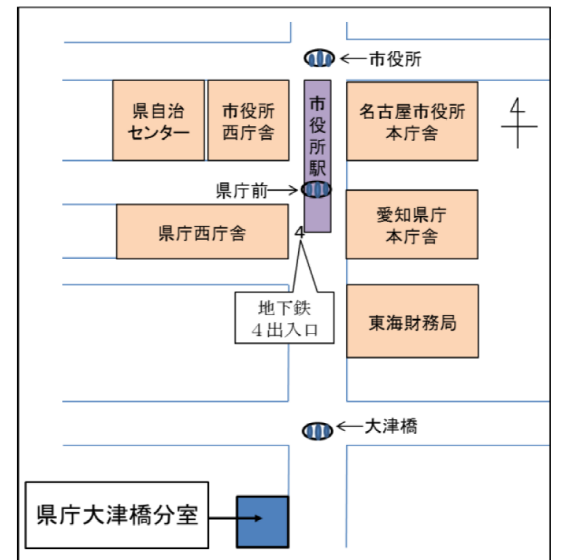 市役所
県自治
センター
市役所
西庁舎
市役所駅
名古屋市役所
本庁舎
4
県庁前
県庁西庁舎
4
愛知県庁
本庁舎
地下鉄
４出入口
東海財務局
大津橋
県庁大津橋分室